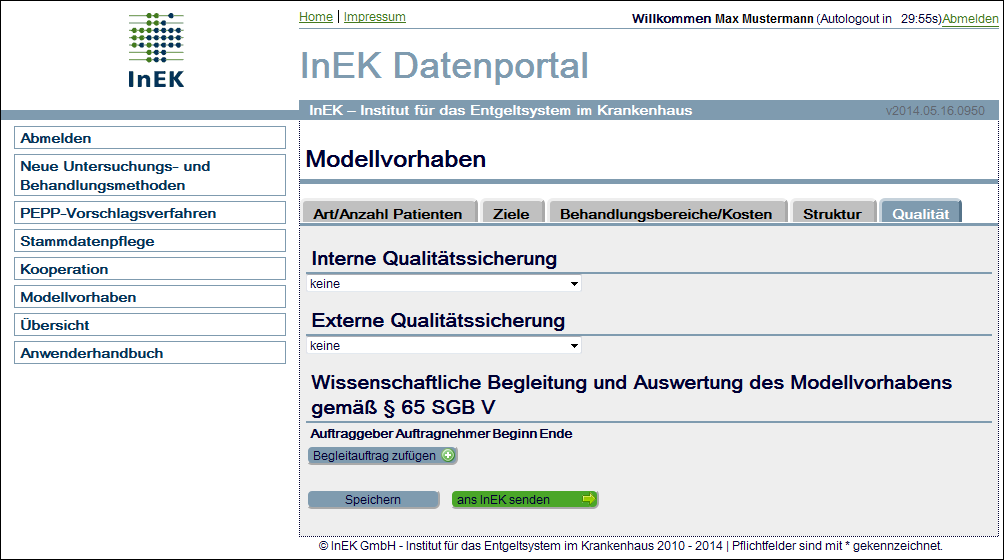 Home | Impressum
Willkommen Max Mustermann (Autologout in 29:55s)Abmelden
InEK
InEK Datenportal
InEK – Institut für das Entgeltsystem im Krankenhaus v2014.05.16.0950
Abmelden
Neue Untersuchungs- und
Behandlungsmethoden
PEPP-Vorschlagsverfahren
Stammdatenpflege
Kooperation
Modellvorhaben
Übersicht
Anwenderhandbuch
Modellvorhaben
Art/Anzahl Patienten Ziele Behandlungsbereiche/Kosten Struktur Qualität
Interne Qualitätssicherung
keine
Externe Qualitätssicherung
keine
Wissenschaftliche Begleitung und Auswertung des Modellvorhabens
gemäß § 65 SGB V
Auftraggeber Auftragnehmer Beginn Ende
Begleitauftrag zufügen
Speichern ans InEK senden
© InEK GmbH - Institut für das Entgeltsystem im Krankenhaus 2010 - 2014 | Pflichtfelder sind mit * gekennzeichnet.